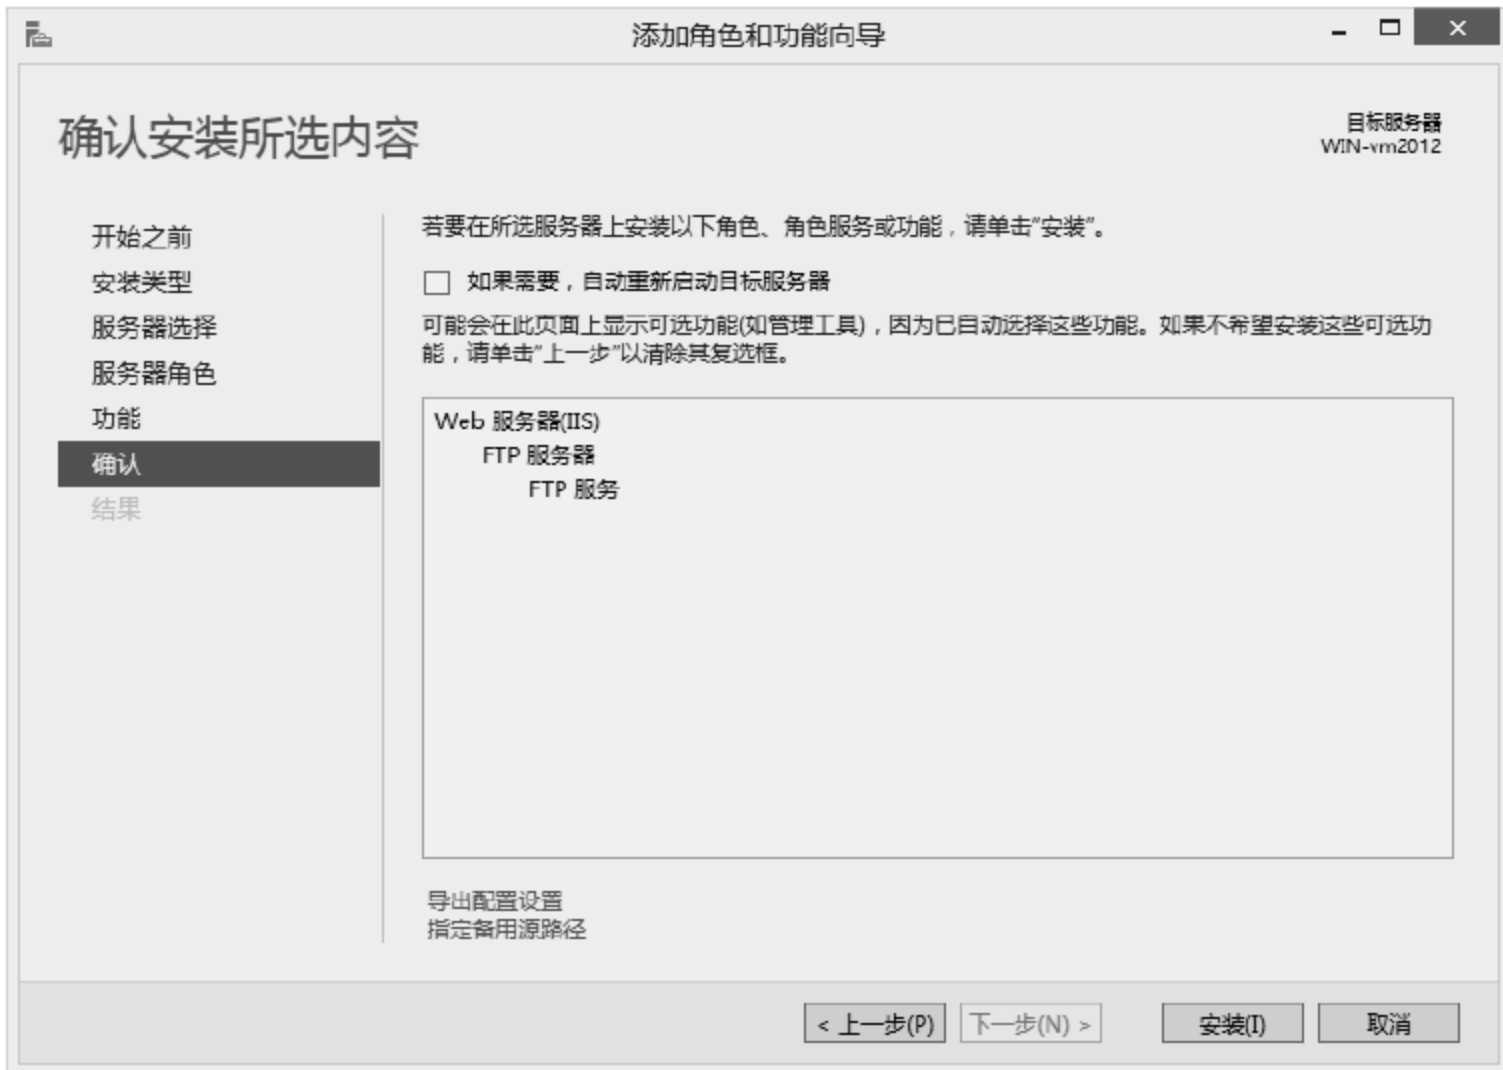 添加角色和功能向导
确认安装所选内容
目标服务器
WIN-vm2012
开始之前
安装类型
服务器选择
服务器角色
功能
确认
结果
若要在所选服务器上安装以下角色、角色服务或功能，请单击"安装"。
如果需要，自动重新启动目标服务器
可能会在此页面上显示可选功能(如管理工具)，因为已自动选择这些功能。如果不希望安装这些可选功
能，请单击"上一步"以清除其复选框。
Web 服务器(IIS)
FTP 服务器
FTP 服务
导出配置设置
指定备用源路径
< 上一步(P)
下一步(N) >
安装(I)
取消